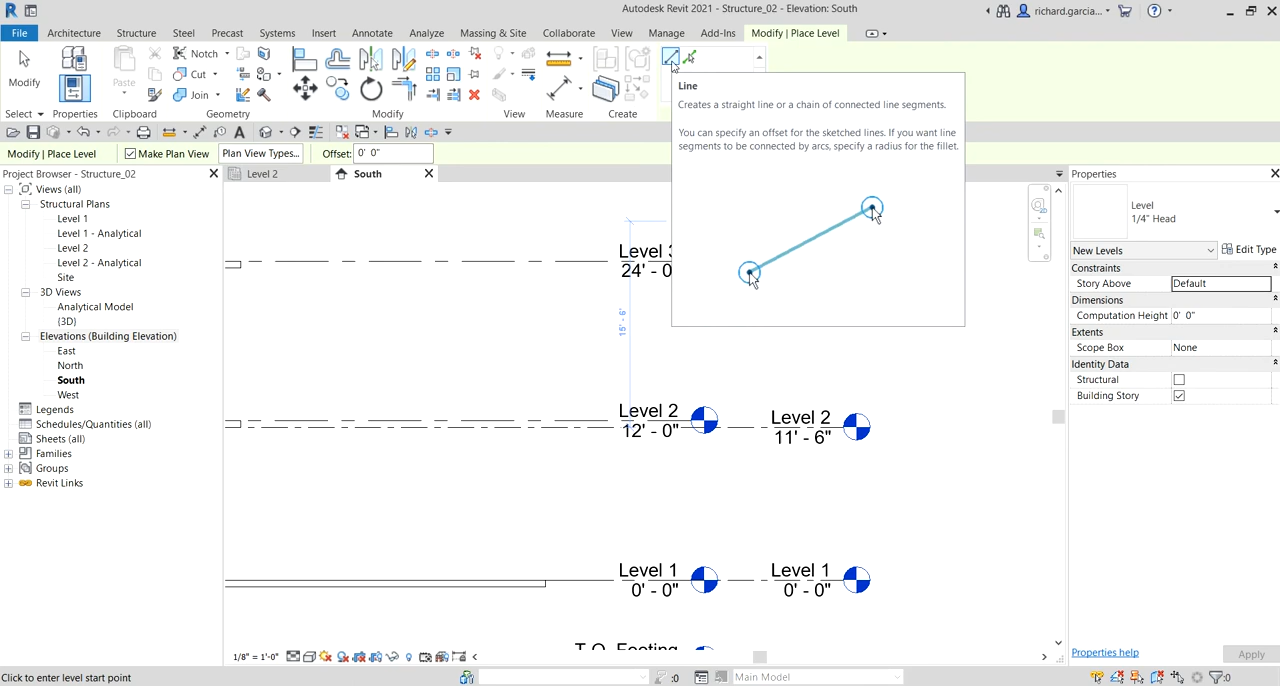 Autodesk Revit 2021 - Structure_02 - Elevation: South
richard.garcia...
File Architecture Structure Steel Precast Systems Insert Annotate Analyze Massing & Site Collaborate View Manage Add-Ins Modify | Place Level
Modify
Paste
Notch
Cut
Join
Select Properties Clipboard Geometry Modify View Measure Create
Line
Creates a straight line or a chain of connected line segments.
You can specify an offset for the sketched lines. If you want line
segments to be connected by arcs, specify a radius for the fillet.
Modify | Place Level
Make Plan View
Plan View Types...
Offset: 0' 0"
Project Browser - Structure_02
Views (all)
Structural Plans
Level 1
Level 1 - Analytical
Level 2
Level 2 - Analytical
Site
3D Views
Analytical Model
{3D}
Elevations (Building Elevation)
East
North
South
West
Legends
Schedules/Quantities (all)
Sheets (all)
Families
Groups
Revit Links
Level 2
South
Level 3
24' - 0
15' - 6'
Level 2
12' - 0"
Level 2
11' - 6"
Level 1
0' - 0"
Level 1
0' - 0"
T.O. Footing
1/8" = 1'-0"
Properties
Level
1/4" Head
New Levels
Edit Type
Constraints
Story Above Default
Dimensions
Computation Height 0' 0"
Extents
Scope Box None
Identity Data
Structural
Building Story
Properties help
Apply
Click to enter level start point
:0
Main Model
:0